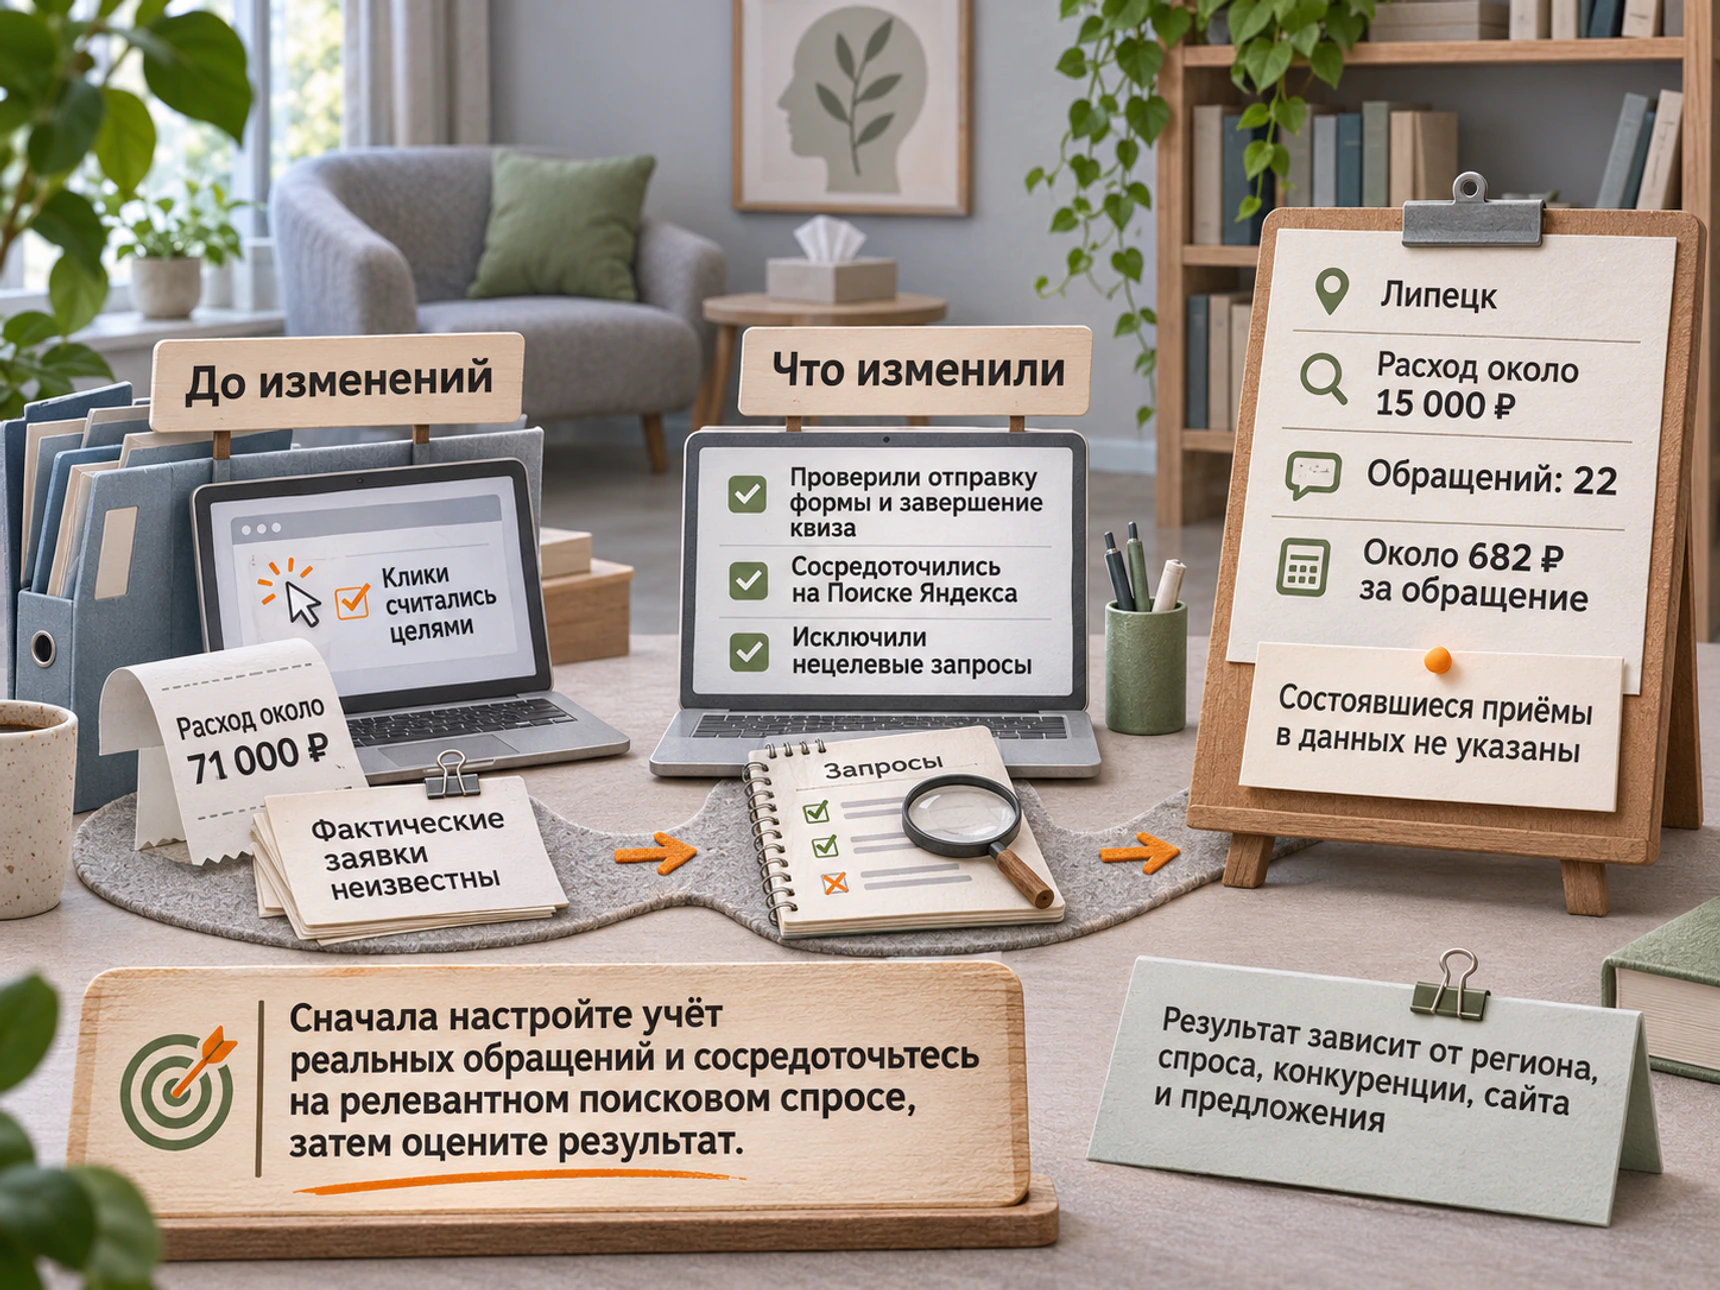 До изменений
Клики
считались
целями
Расход около
71 000 ₽
Фактические
заявки
неизвестны
Что изменили
Проверили отправку
формы и завершение
квиза
Сосредоточились
на Поиске Яндекса
Исключили
нецелевые запросы
Запросы
Липецк
Расход около
15 000 ₽
Обращений: 22
Около 682 ₽
за обращение
Состоявшиеся приёмы
в данных не указаны
Сначала настройте учёт
реальных обращений и сосредоточьтесь
на релевантном поисковом спросе,
затем оцените результат.
Результат зависит от региона,
спроса, конкуренции, сайта
и предложения